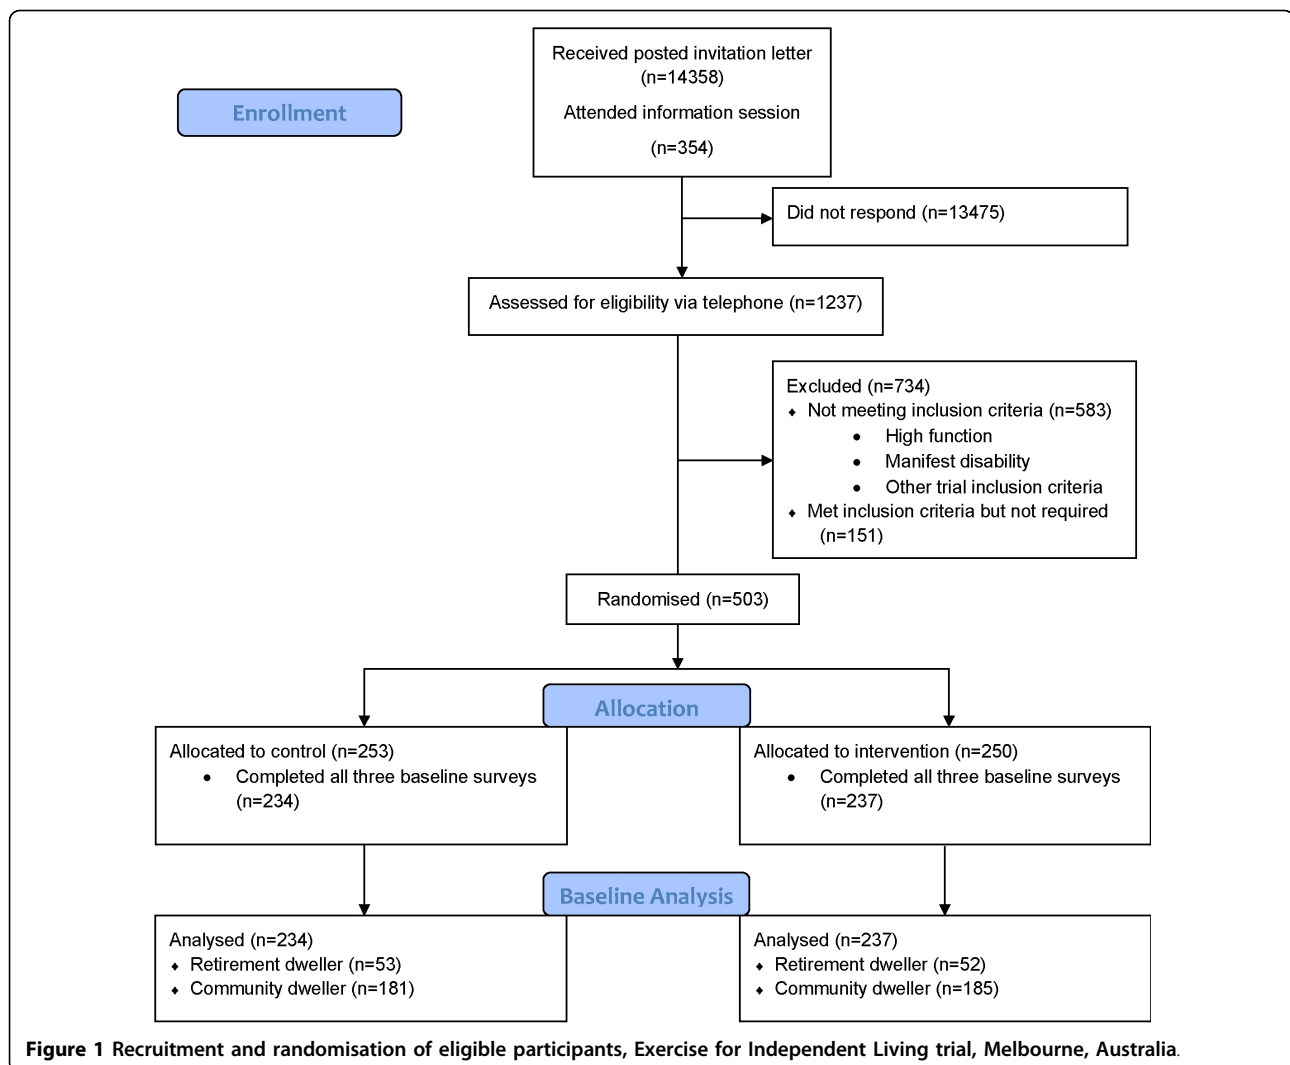 Received posted invitation letter
(n=14358)
Enrollment
Attended information session
(n=354)
Did not respond (n=13475)
Assessed for eligibility via telephone (n=1237)
Excluded (n=734)
♦ Not meeting inclusion criteria (n=583)
● High function
● Manifest disability
● Other trial inclusion criteria
♦ Met inclusion criteria but not required
(n=151)
Randomised (n=503)
Allocation
Allocated to control (n=253)
● Completed all three baseline surveys
(n=234)
Allocated to intervention (n=250)
● Completed all three baseline surveys
(n=237)
Baseline Analysis
Analysed (n=234)
♦ Retirement dweller (n=53)
♦ Community dweller (n=181)
Analysed (n=237)
♦ Retirement dweller (n=52)
♦ Community dweller (n=185)
Figure 1 Recruitment and randomisation of eligible participants, Exercise for Independent Living trial, Melbourne, Australia.